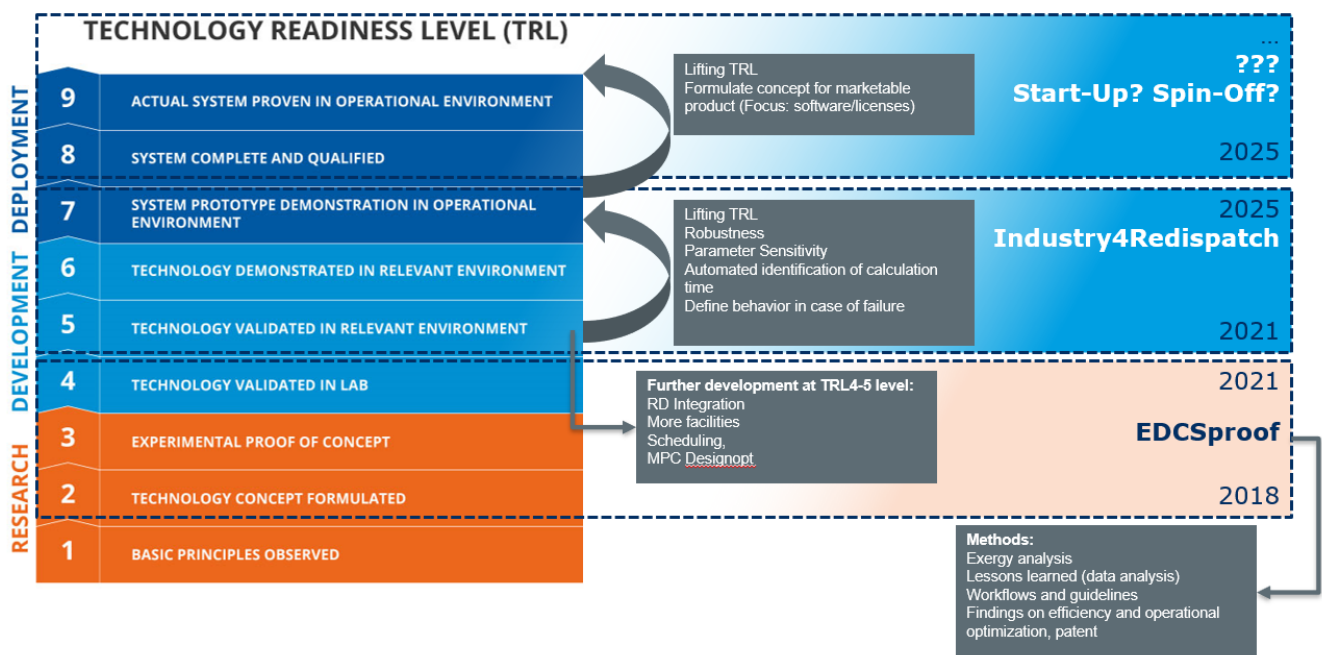 TECHNOLOGY READINESS LEVEL (TRL)
DEPLOYMENT
DEVELOPMENT
RESEARCH
9
ACTUAL SYSTEM PROVEN IN OPERATIONAL ENVIRONMENT
8
SYSTEM COMPLETE AND QUALIFIED
7
SYSTEM PROTOTYPE DEMONSTRATION IN OPERATIONAL
ENVIRONMENT
6
TECHNOLOGY DEMONSTRATED IN RELEVANT ENVIRONMENT
5
TECHNOLOGY VALIDATED IN RELEVANT ENVIRONMENT
4
TECHNOLOGY VALIDATED IN LAB
3
EXPERIMENTAL PROOF OF CONCEPT
2
TECHNOLOGY CONCEPT FORMULATED
1
BASIC PRINCIPLES OBSERVED
Lifting TRL
Formulate concept for marketable
product (Focus: software/licenses)
...
???
Start-Up? Spin-Off?
2025
Lifting TRL
Robustness
Parameter Sensitivity
Automated identification of calculation
time
Define behavior in case of failure
2025
Industry4Redispatch
2021
Further development at TRL4-5 level:
RD Integration
More facilities
Scheduling,
MPC Designopt
2021
EDCSproof
2018
Methods:
Exergy analysis
Lessons learned (data analysis)
Workflows and guidelines
Findings on efficiency and operational
optimization, patent